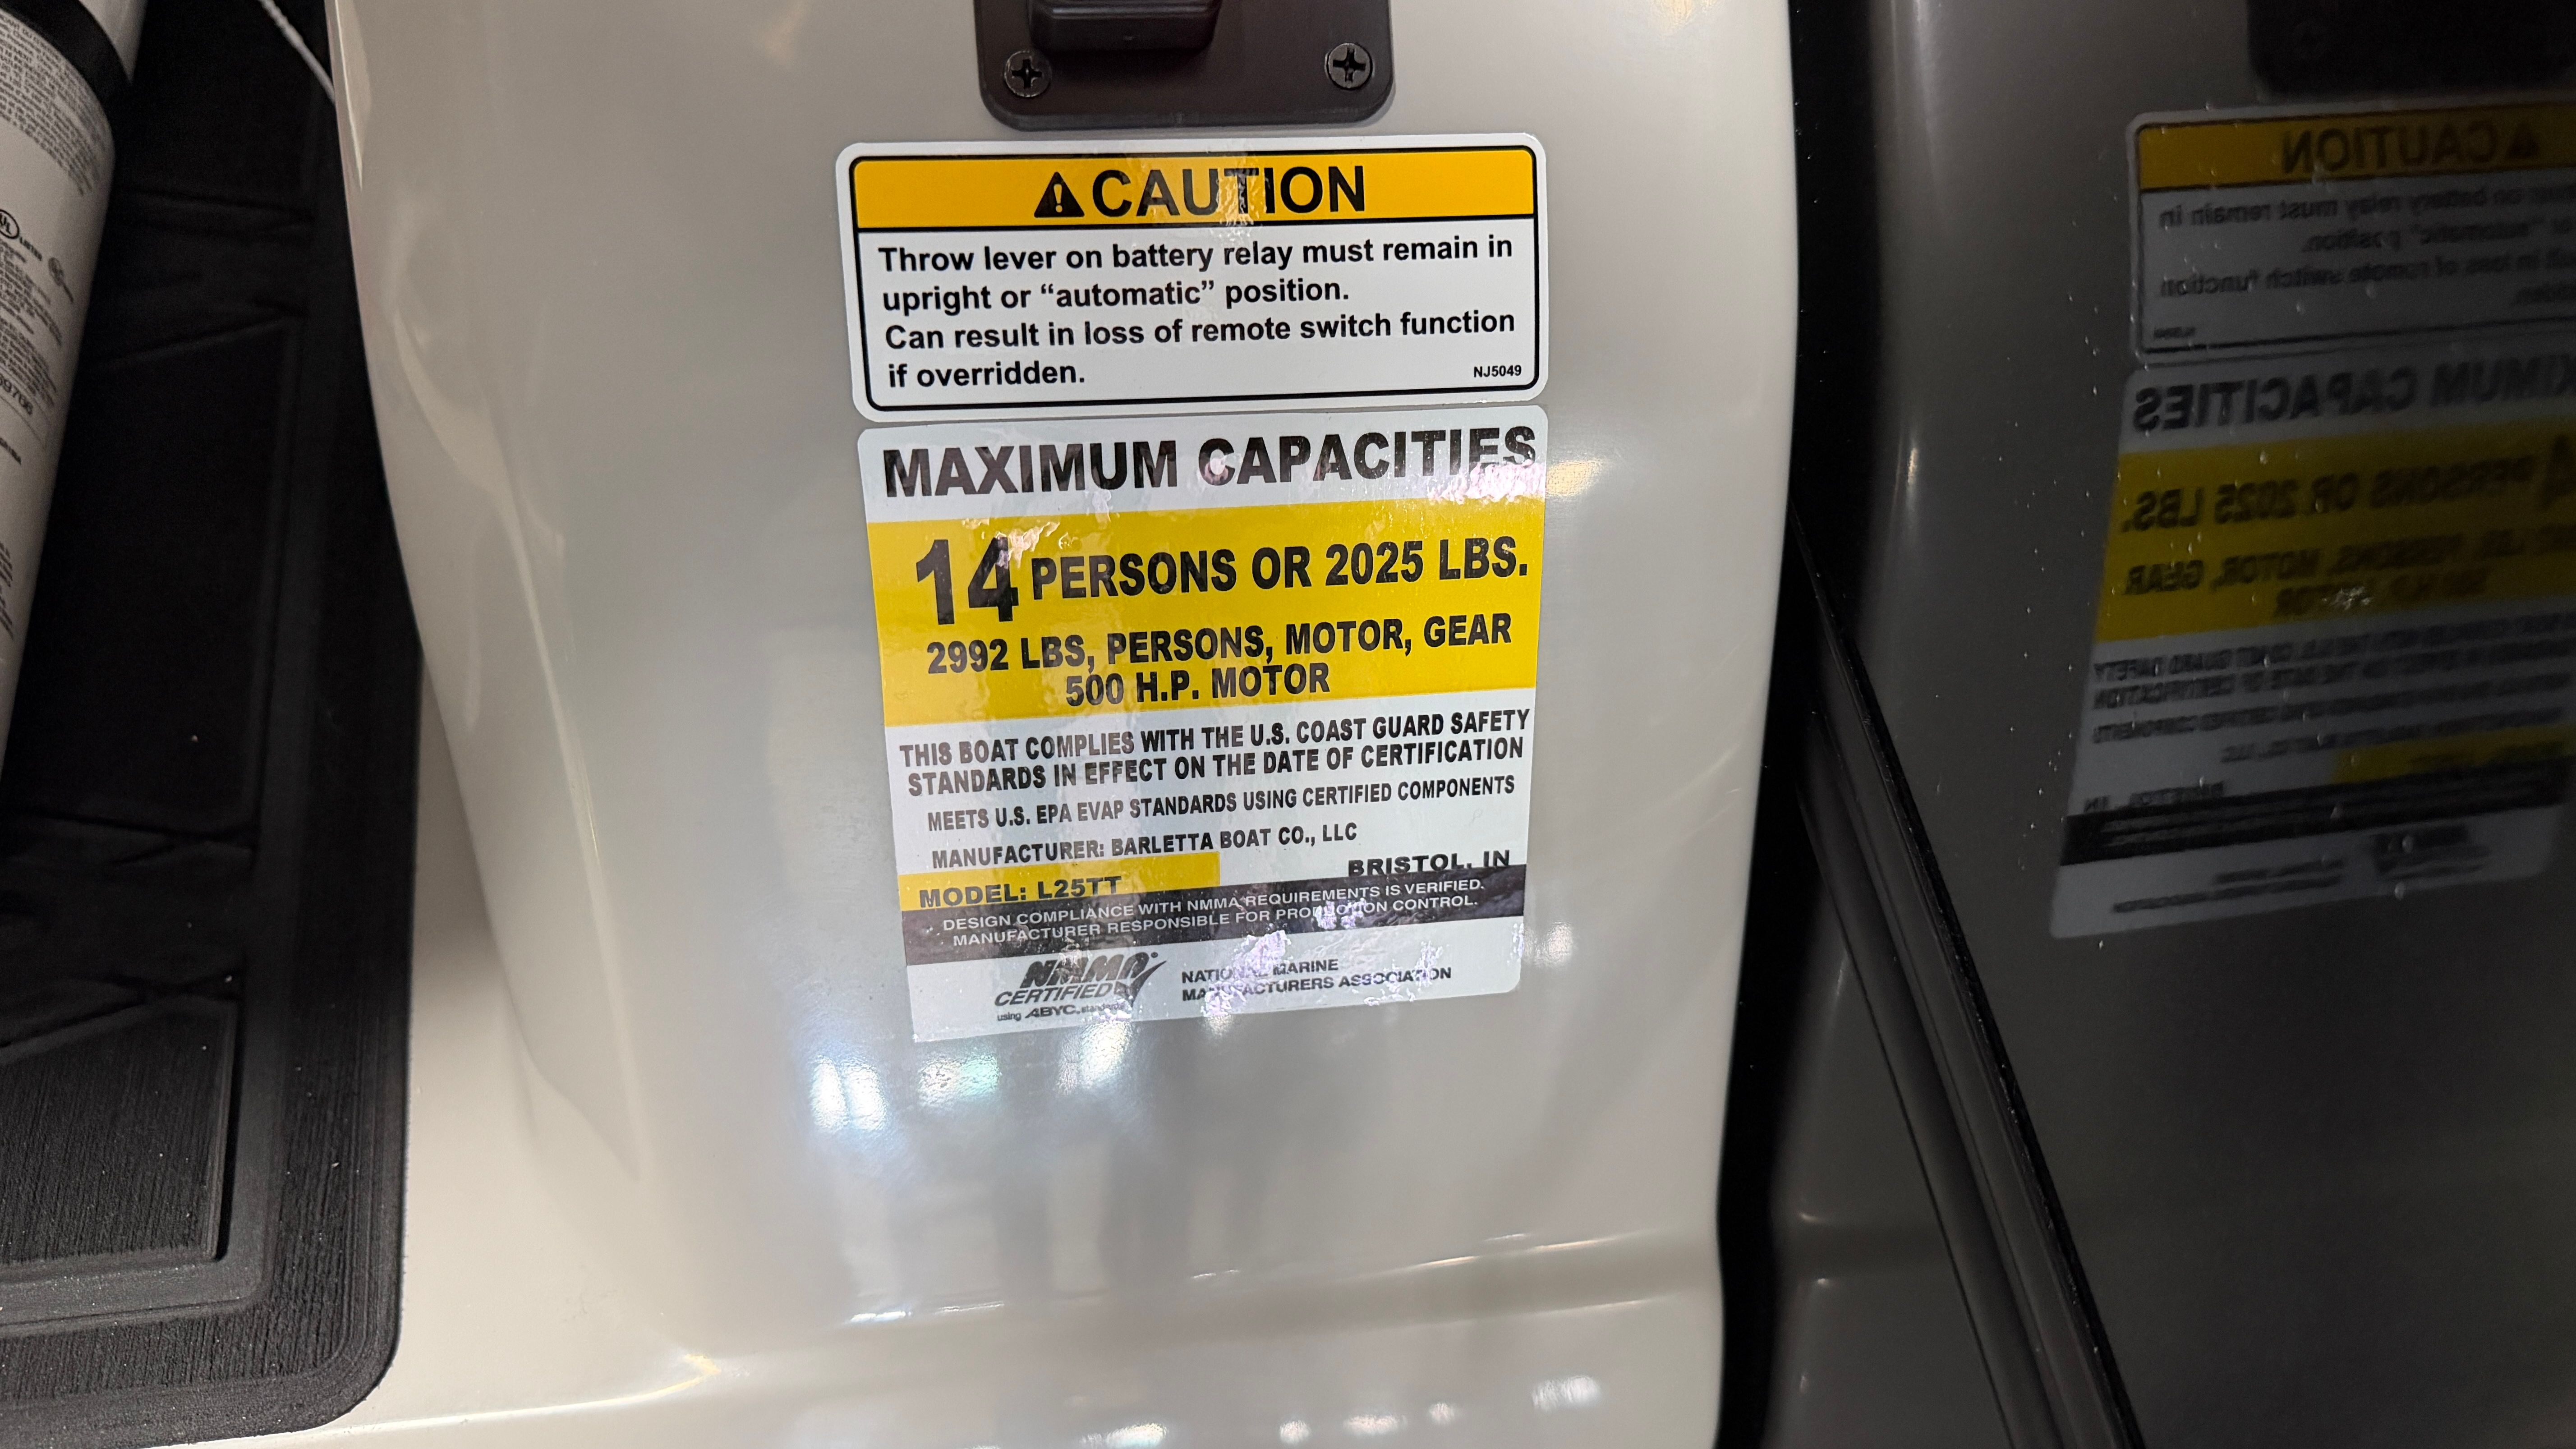 CAUTION
Throw lever on battery relay must remain in
upright or “automatic” position.
Can result in loss of remote switch function
if overridden.
NJ5049
MAXIMUM CAPACITIES
14 PERSONS OR 2025 LBS.
2992 LBS, PERSONS, MOTOR, GEAR
500 H.P. MOTOR
THIS BOAT COMPLIES WITH THE U.S. COAST GUARD SAFETY
STANDARDS IN EFFECT ON THE DATE OF CERTIFICATION
MEETS U.S. EPA EVAP STANDARDS USING CERTIFIED COMPONENTS
MANUFACTURER: BARLETTA BOAT CO., LLC
BRISTOL, IN
MODEL: L25TT
DESIGN COMPLIANCE WITH NMMA REQUIREMENTS IS VERIFIED.
MANUFACTURER RESPONSIBLE FOR PRODUCTION CONTROL.
NMMA
CERTIFIED
using ABYC standards
NATIONAL MARINE
MANUFACTURERS ASSOCIATION